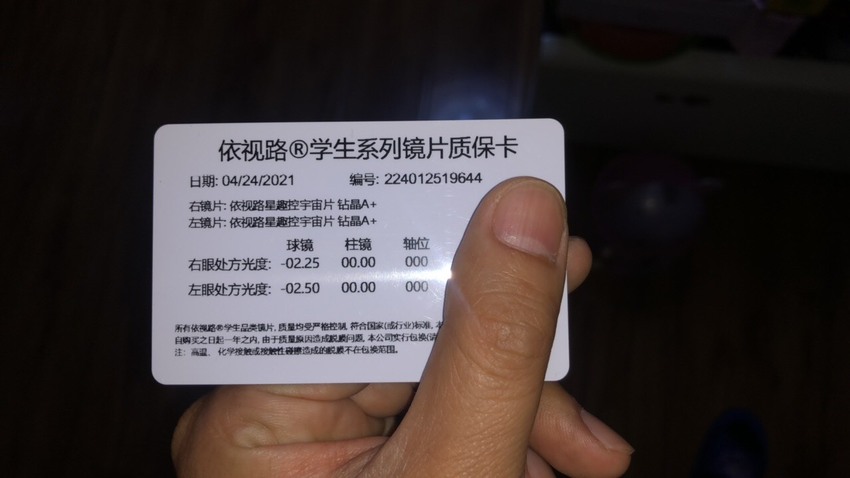 依视路®学生系列镜片质保卡
日期: 04/24/2021 编号: 224012519644
右镜片: 依视路星趣控宇宙片 钻晶A+
左镜片: 依视路星趣控宇宙片 钻晶A+
球镜 柱镜 轴位
右眼处方光度: -02.25 00.00 000
左眼处方光度: -02.50 00.00 000
所有依视路®学生品类镜片, 质量均受严格控制, 符合国家(或行业)标准,
自购买之日起一年之内, 由于质量原因造成脱膜问题, 本公司实行包换(请
注: 高温、化学接触或接触性碰擦造成的脱膜不在包换范围。